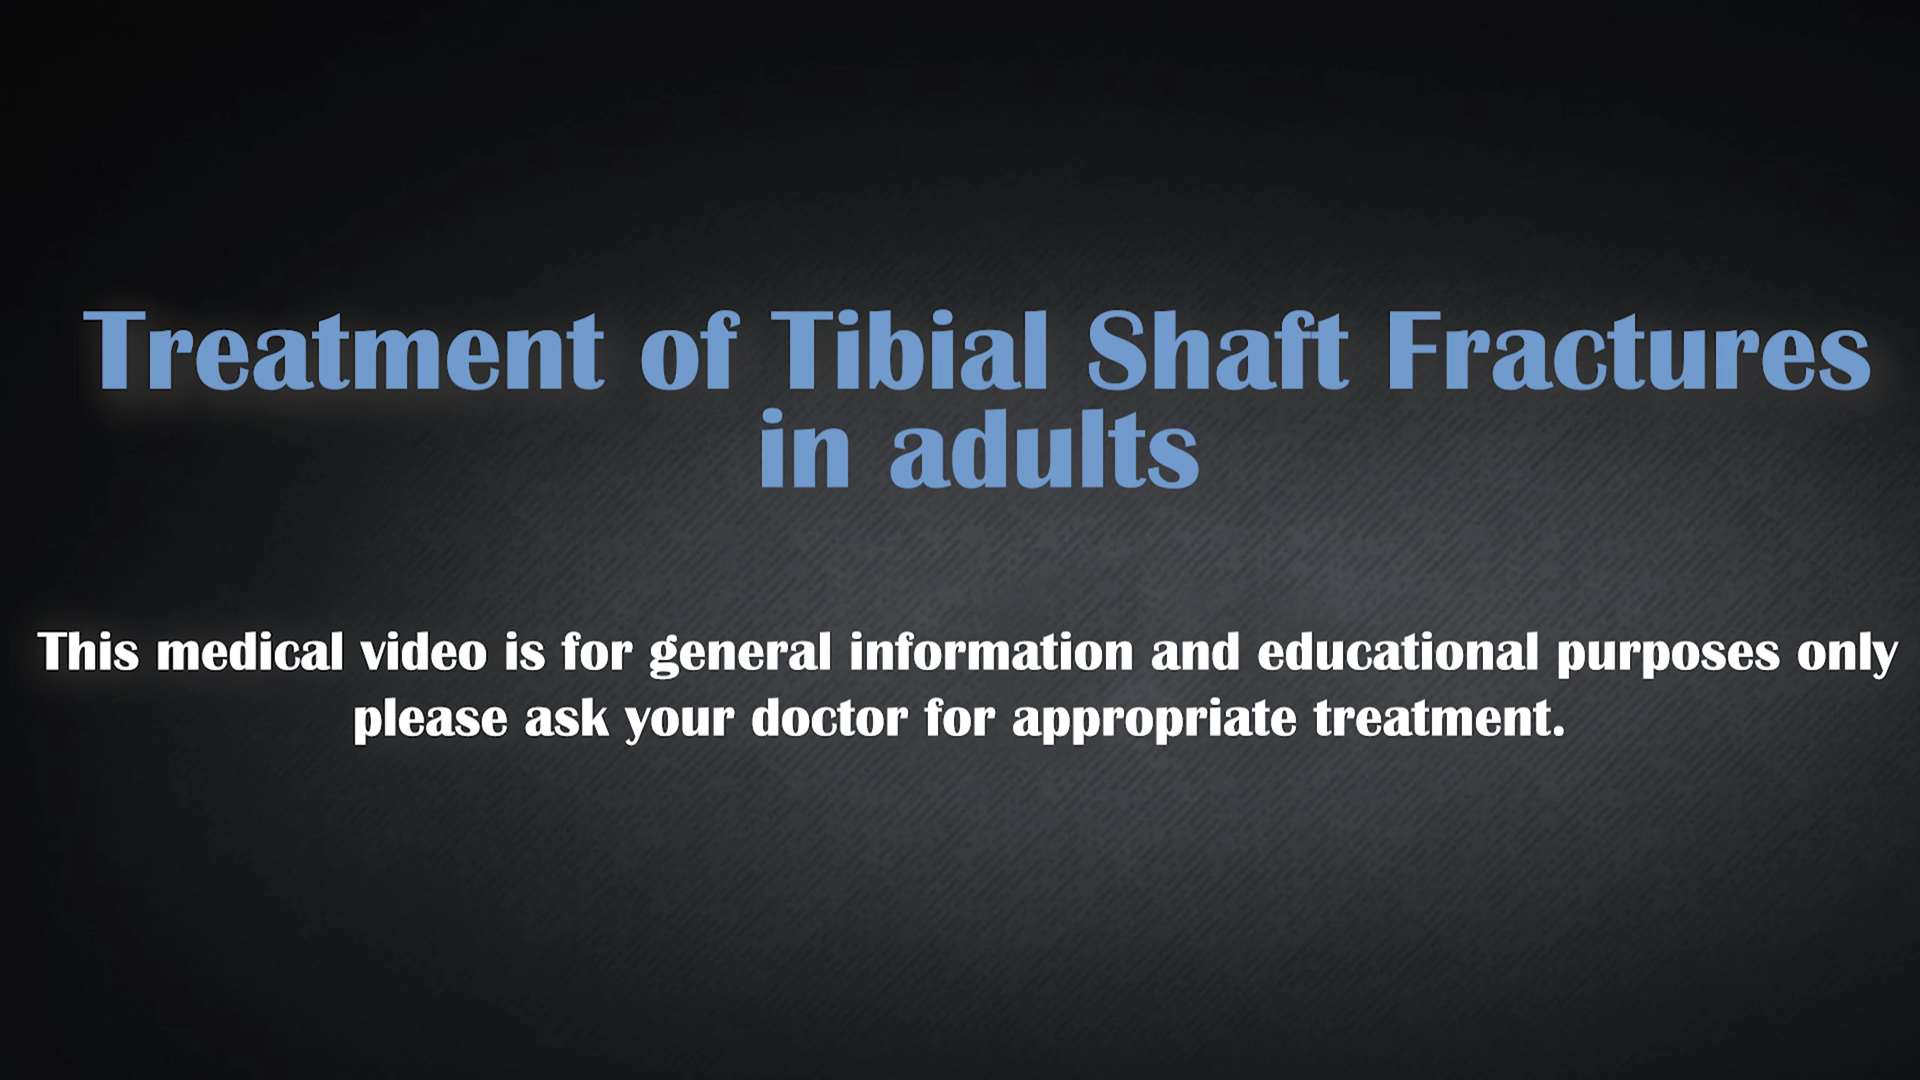 Treatment of Tibial Shaft Fractures
in adults
This medical video is for general information and educational purposes only
please ask your doctor for appropriate treatment.